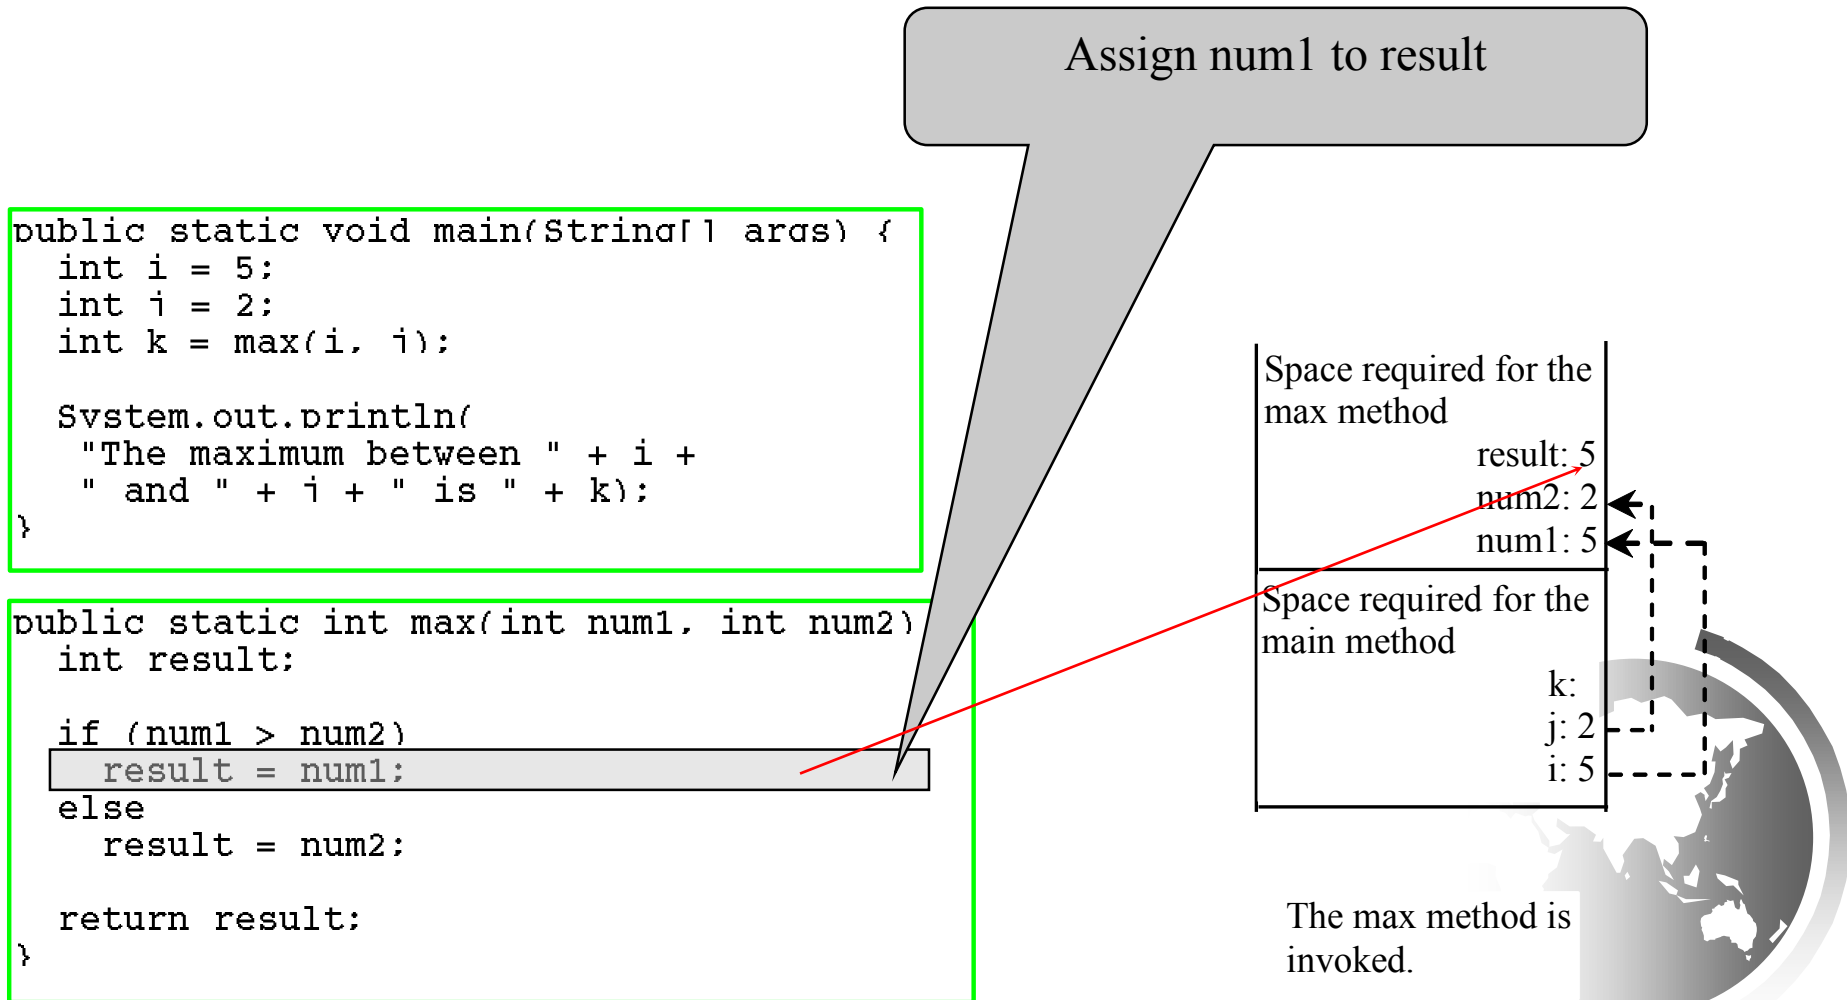 Assign num1 to result
public static void main(String[] args) {
  int i = 5;
  int j = 2;
  int k = max(i, j);
  System.out.println(
   "The maximum between " + i +
   " and " + j + " is " + k);
}
public static int max(int num1, int num2)
  int result;
  if (num1 > num2)
    result = num1;
  else
    result = num2;
  return result;
}
Space required for the
max method
result: 5
num2: 2
num1: 5
Space required for the
main method
k:
j: 2
i: 5
The max method is
invoked.